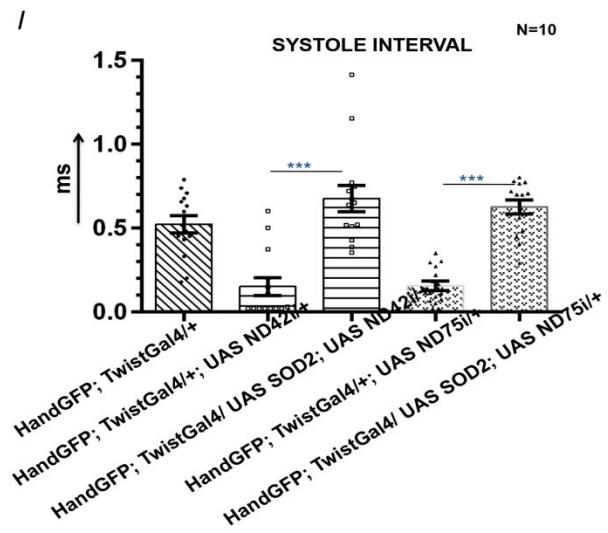 I
N=10
SYSTOLE INTERVAL
ms
1.5
1.0
0.5
0.0
***
***
HandGFP; TwistGal4/+
HandGFP; TwistGal4/+; UAS ND42i/+
HandGFP; TwistGal4/ UAS SOD2; UAS ND42i/+
HandGFP; TwistGal4/+; UAS ND75i/+
HandGFP; TwistGal4/ UAS SOD2; UAS ND75i/+